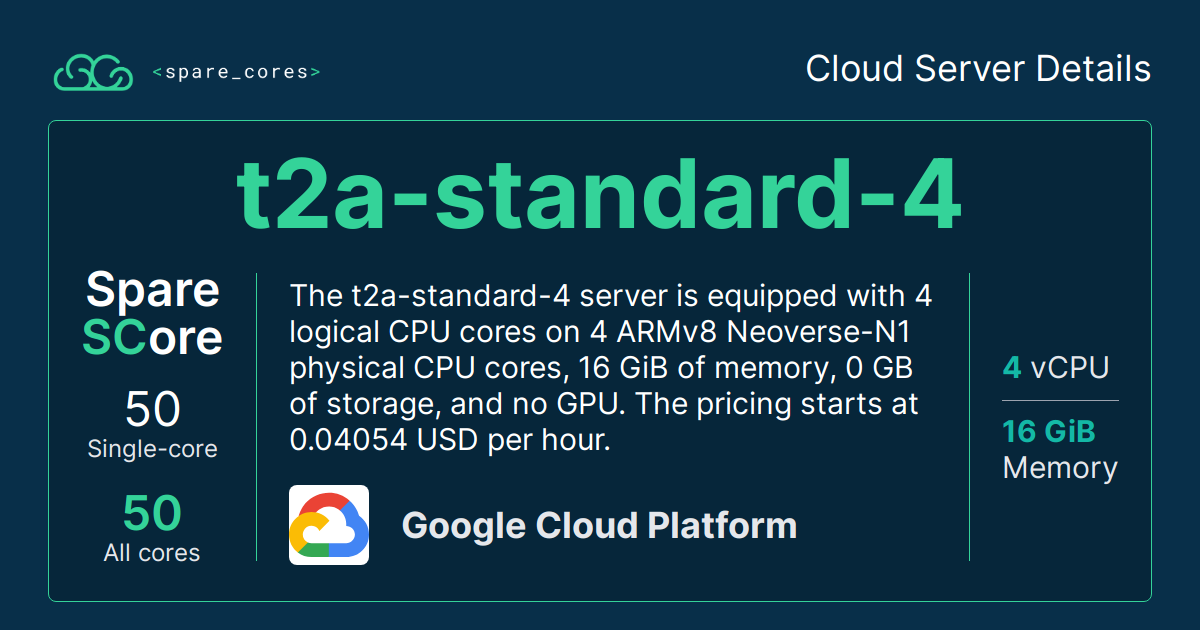 <spare_cores>
Cloud Server Details
t2a-standard-4
Spare
SCore
50
Single-core
50
All cores
The t2a-standard-4 server is equipped with 4
logical CPU cores on 4 ARMv8 Neoverse-N1
physical CPU cores, 16 GiB of memory, 0 GB
of storage, and no GPU. The pricing starts at
0.04054 USD per hour.
Google Cloud Platform
4 vCPU
16 GiB
Memory